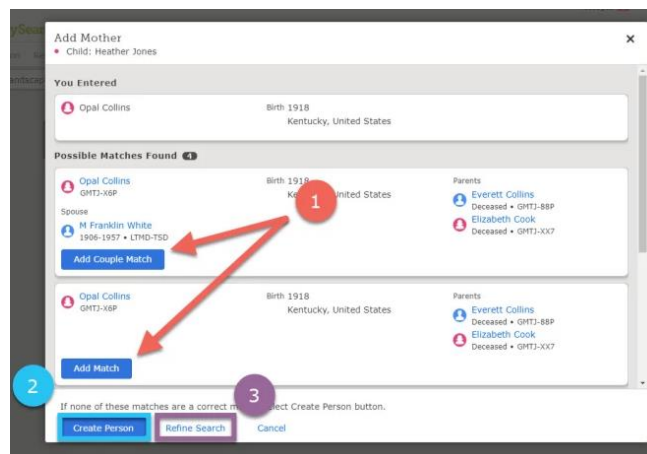 Add Mother
Child: Heather Jones
You Entered
Opal Collins
Birth 1918
Kentucky, United States
Possible Matches Found 4
Opal Collins
GMTJ-X6P
Birth 1918
United States
Parents
Everett Collins
Deceased • GMTJ-88P
Elizabeth Cook
Deceased • GMTJ-XX7
Spouse
M Franklin White
1906-1957 • LTMD-TSD
Add Couple Match
1
Opal Collins
GMTJ-X6P
Birth 1918
Kentucky, United States
Parents
Everett Collins
Deceased • GMTJ-88P
Elizabeth Cook
Deceased • GMTJ-XX7
Add Match
2
3
If none of these matches are a correct select Create Person button.
Create Person
Refine Search
Cancel